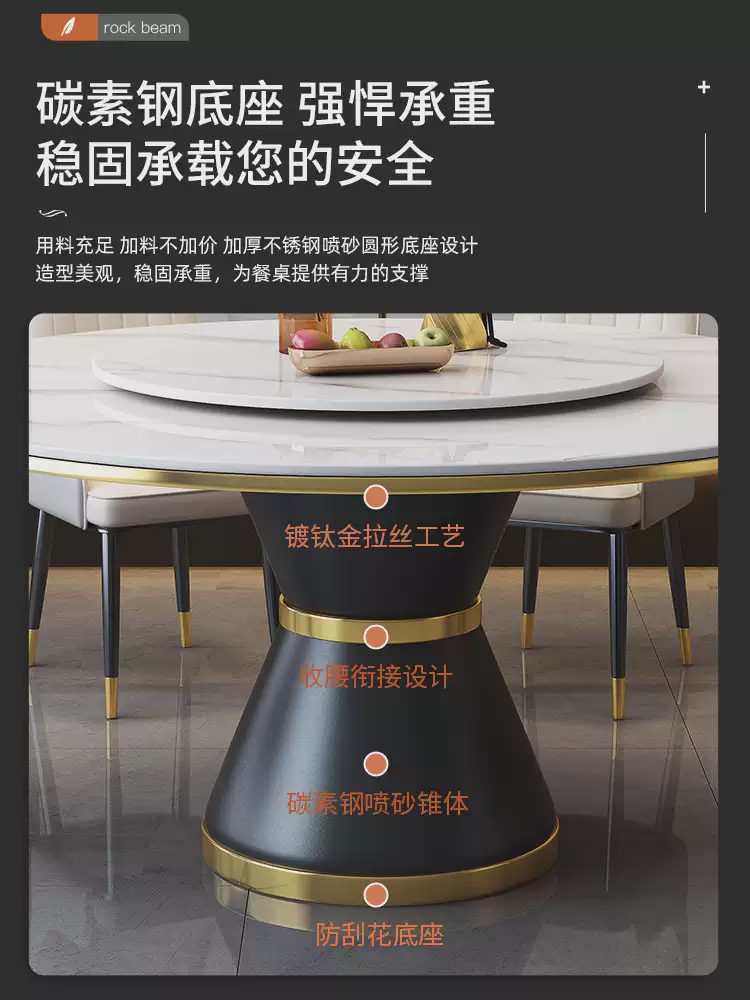 rock beam
碳素钢底座 强悍承重
稳固承载您的安全
用料充足 加料不加价 加厚不锈钢喷砂圆形底座设计
造型美观，稳固承重，为餐桌提供有力的支撑
镀钛金拉丝工艺
收腰衔接设计
碳素钢喷砂锥体
防刮花底座